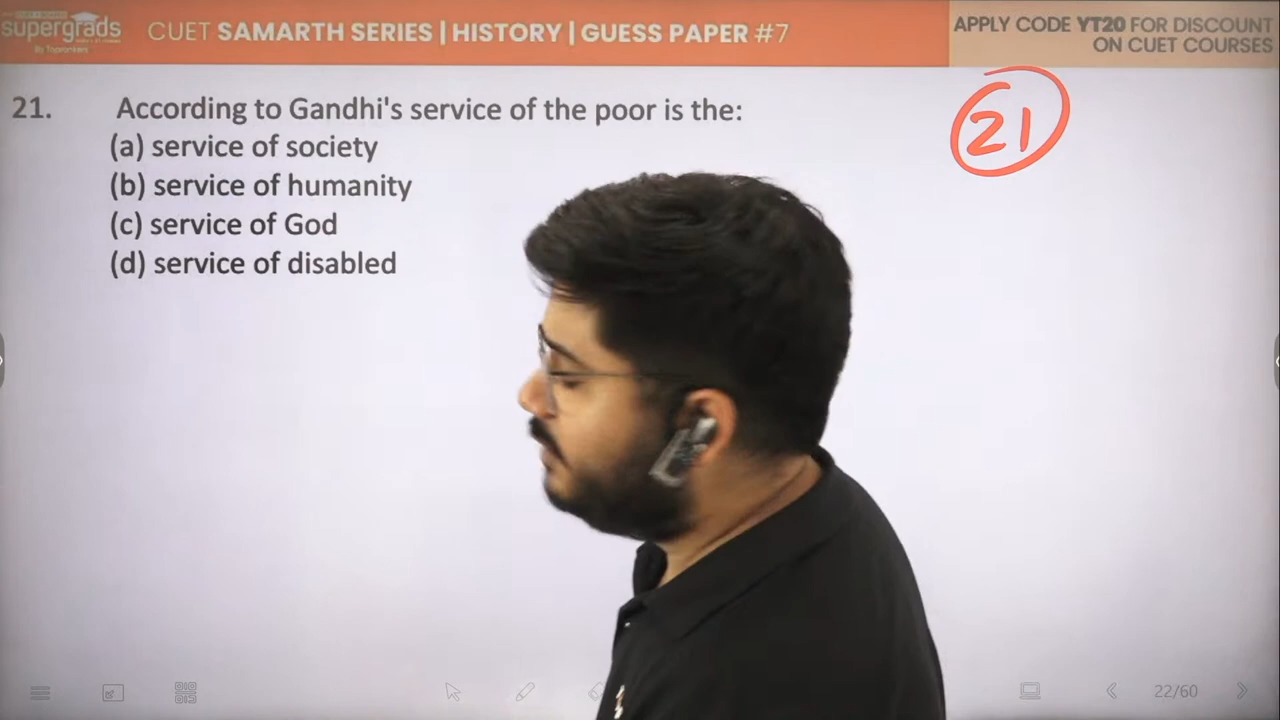 supergrads
By Toprankers
CUET SAMARTH SERIES | HISTORY | GUESS PAPER #7
APPLY CODE YT20 FOR DISCOUNT
ON CUET COURSES
21
21. According to Gandhi's service of the poor is the:
(a) service of society
(b) service of humanity
(c) service of God
(d) service of disabled
22/60